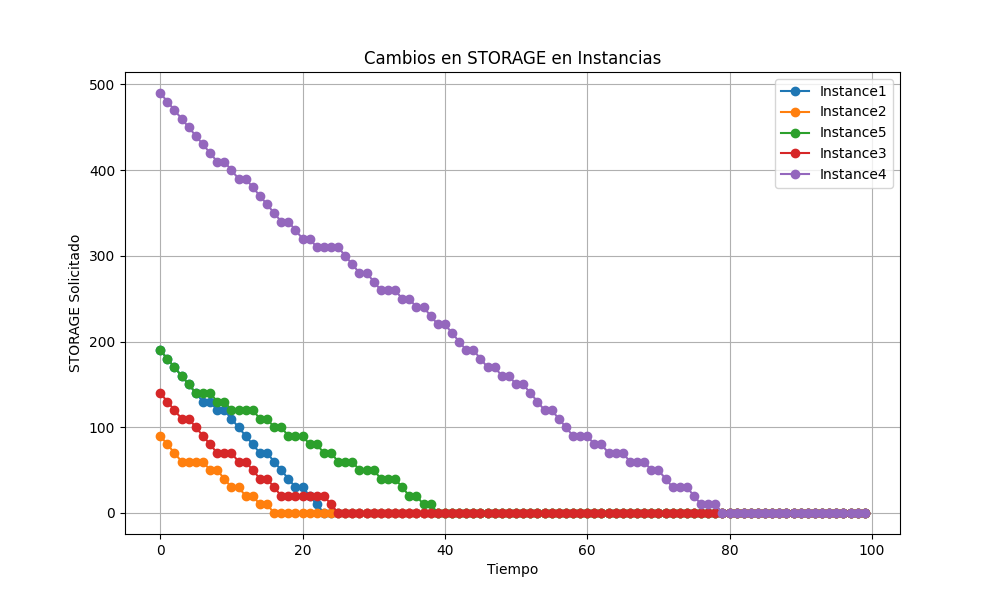 Cambios en STORAGE en Instancias
500
400
300
200
100
0
STORAGE Solicitado
Instance1
Instance2
Instance5
Instance3
Instance4
0 20 40 60 80 100
Tiempo